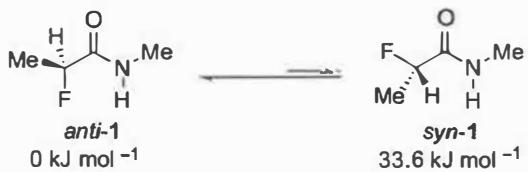 H O
Me N Me
F H
anti-1
0 kJ mol ⁻¹
O
F Me
N
Me H H
syn-1
33.6 kJ mol ⁻¹